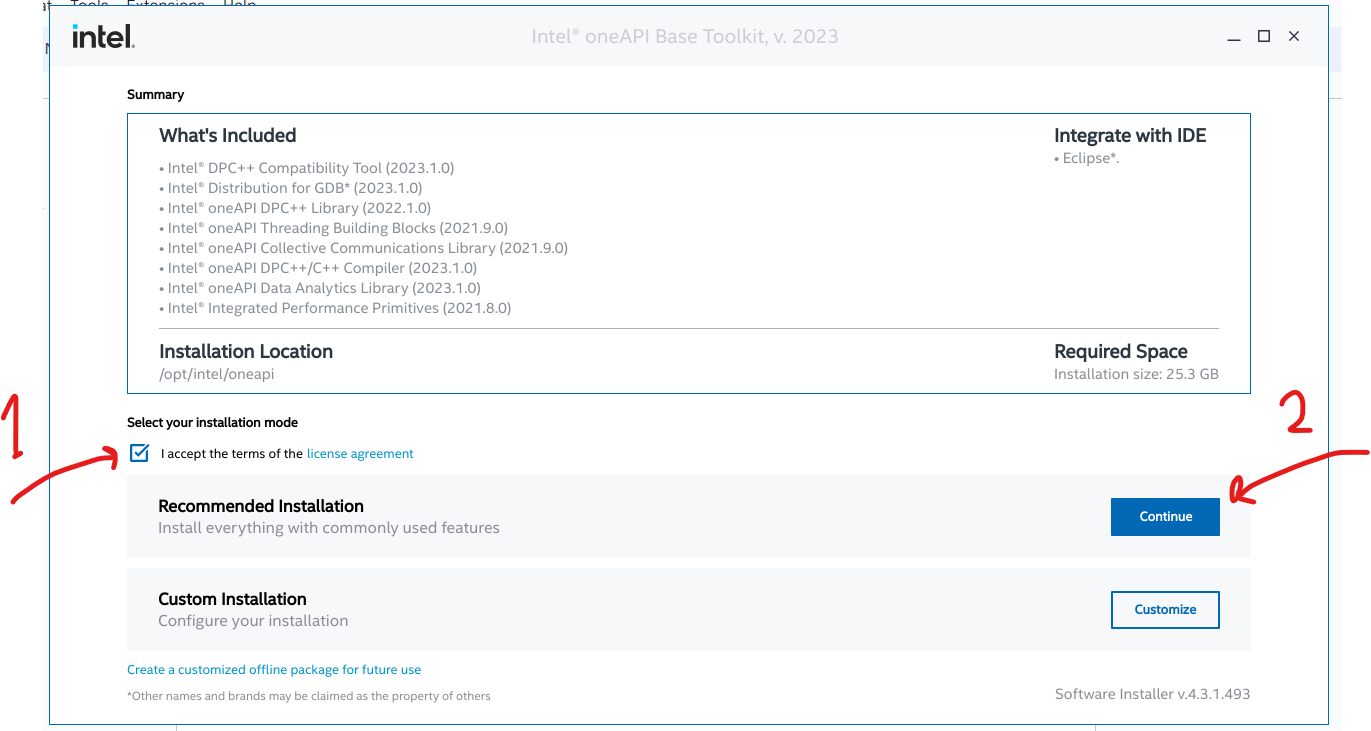 Tools Extensions Help
intel.
Intel® oneAPI Base Toolkit, v. 2023
Summary
What's Included
• Intel® DPC++ Compatibility Tool (2023.1.0)
• Intel® Distribution for GDB* (2023.1.0)
• Intel® oneAPI DPC++ Library (2022.1.0)
• Intel® oneAPI Threading Building Blocks (2021.9.0)
• Intel® oneAPI Collective Communications Library (2021.9.0)
• Intel® oneAPI DPC++/C++ Compiler (2023.1.0)
• Intel® oneAPI Data Analytics Library (2023.1.0)
• Intel® Integrated Performance Primitives (2021.8.0)
Integrate with IDE
• Eclipse*.
Installation Location
/opt/intel/oneapi
Required Space
Installation size: 25.3 GB
Select your installation mode
1
I accept the terms of the license agreement
2
Recommended Installation
Install everything with commonly used features
Continue
Custom Installation
Configure your installation
Customize
Create a customized offline package for future use
*Other names and brands may be claimed as the property of others
Software Installer v.4.3.1.493